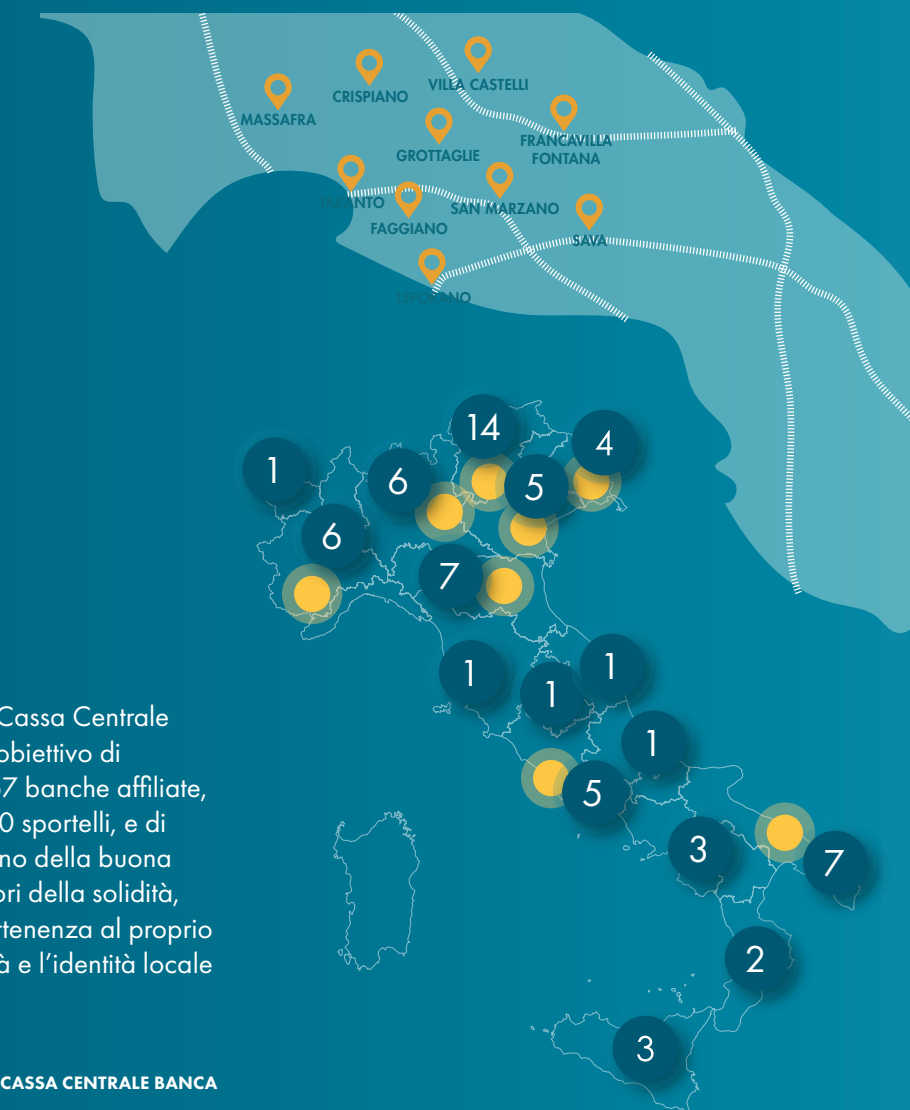 VILLA CASTELLI
CRISPIANO
MASSAFRA
FRANCAVILLA
FONTANA
GROTTAGLIE
TARANTO
SAN MARZANO
FAGGIANO
SAVA
LEPORANO
14
4
1
6
5
6
7
1
1
1
1
5
3
7
2
3
Cassa Centrale
obiettivo di
67 banche affiliate,
0 sportelli, e di
no della buona
ori della solidità,
rtenenza al proprio
à e l’identità locale
CASSA CENTRALE BANCA